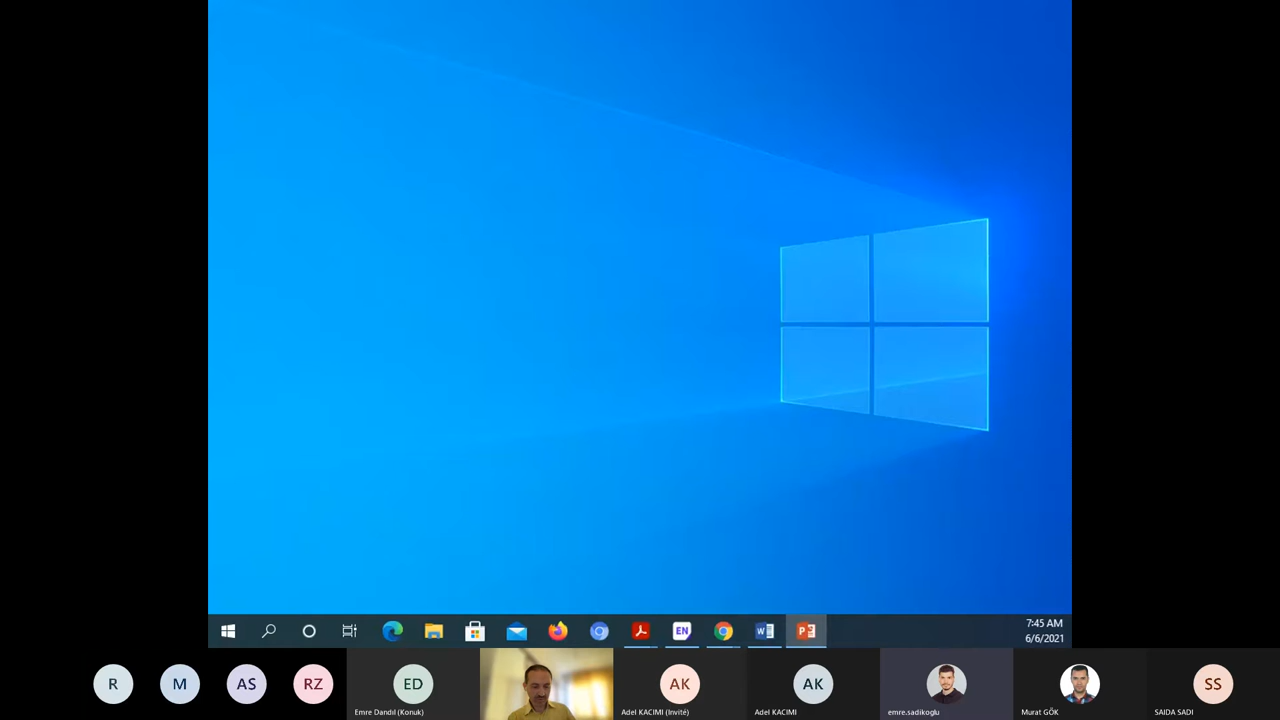 W
EN
P
7:45 AM
6/6/2021
R
M
AS
RZ
ED
AK
AK
SS
Emre Dandıl (Konuk)
Adel KACIMI (Invité)
Adel KACIMI
emre.sadikoglu
Murat GÖK
SAIDA SADI